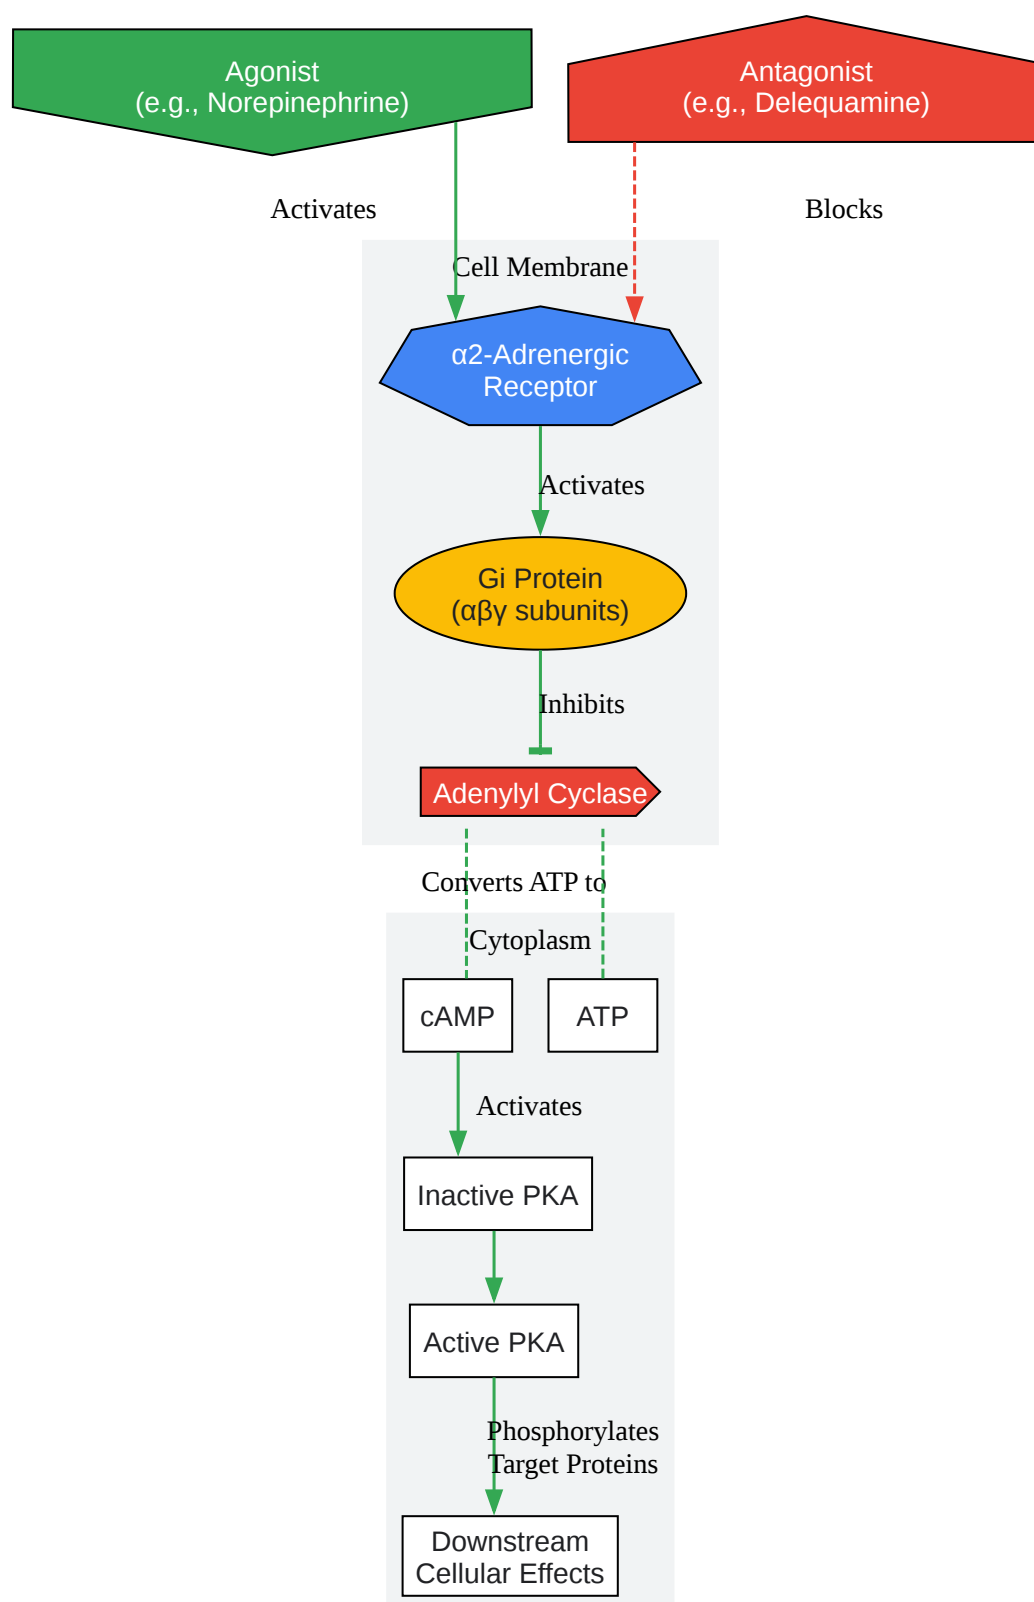 Agonist
(e.g., Norepinephrine)
Antagonist
(e.g., Delequamine)
Activates
Blocks
Cell Membrane
α2-Adrenergic
Receptor
Activates
Gi Protein
(αβγ subunits)
Inhibits
Adenylyl Cyclase
Converts ATP to
Cytoplasm
cAMP
ATP
Activates
Inactive PKA
Active PKA
Phosphorylates
Target Proteins
Downstream
Cellular Effects